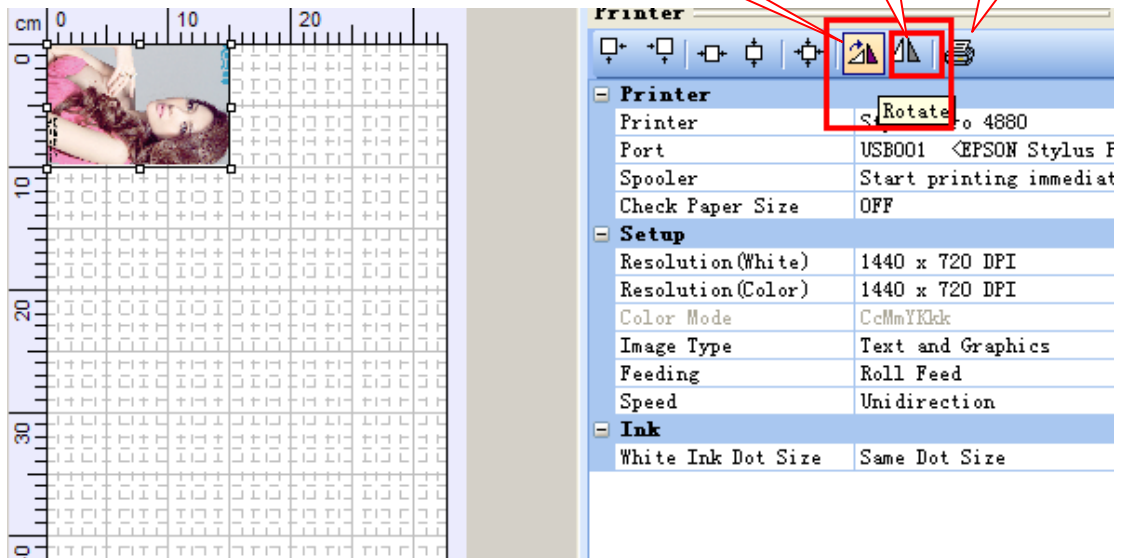 cm 0 10 20
0
10
20
30
Printer
Rotate
Printer
Printer 4880
Port USB001 <EPSON Stylus
Spooler Start printing immediat
Check Paper Size OFF
Setup
Resolution(White) 1440 x 720 DPI
Resolution(Color) 1440 x 720 DPI
Color Mode CcMmYKkk
Image Type Text and Graphics
Feeding Roll Feed
Speed Unidirection
Ink
White Ink Dot Size Same Dot Size